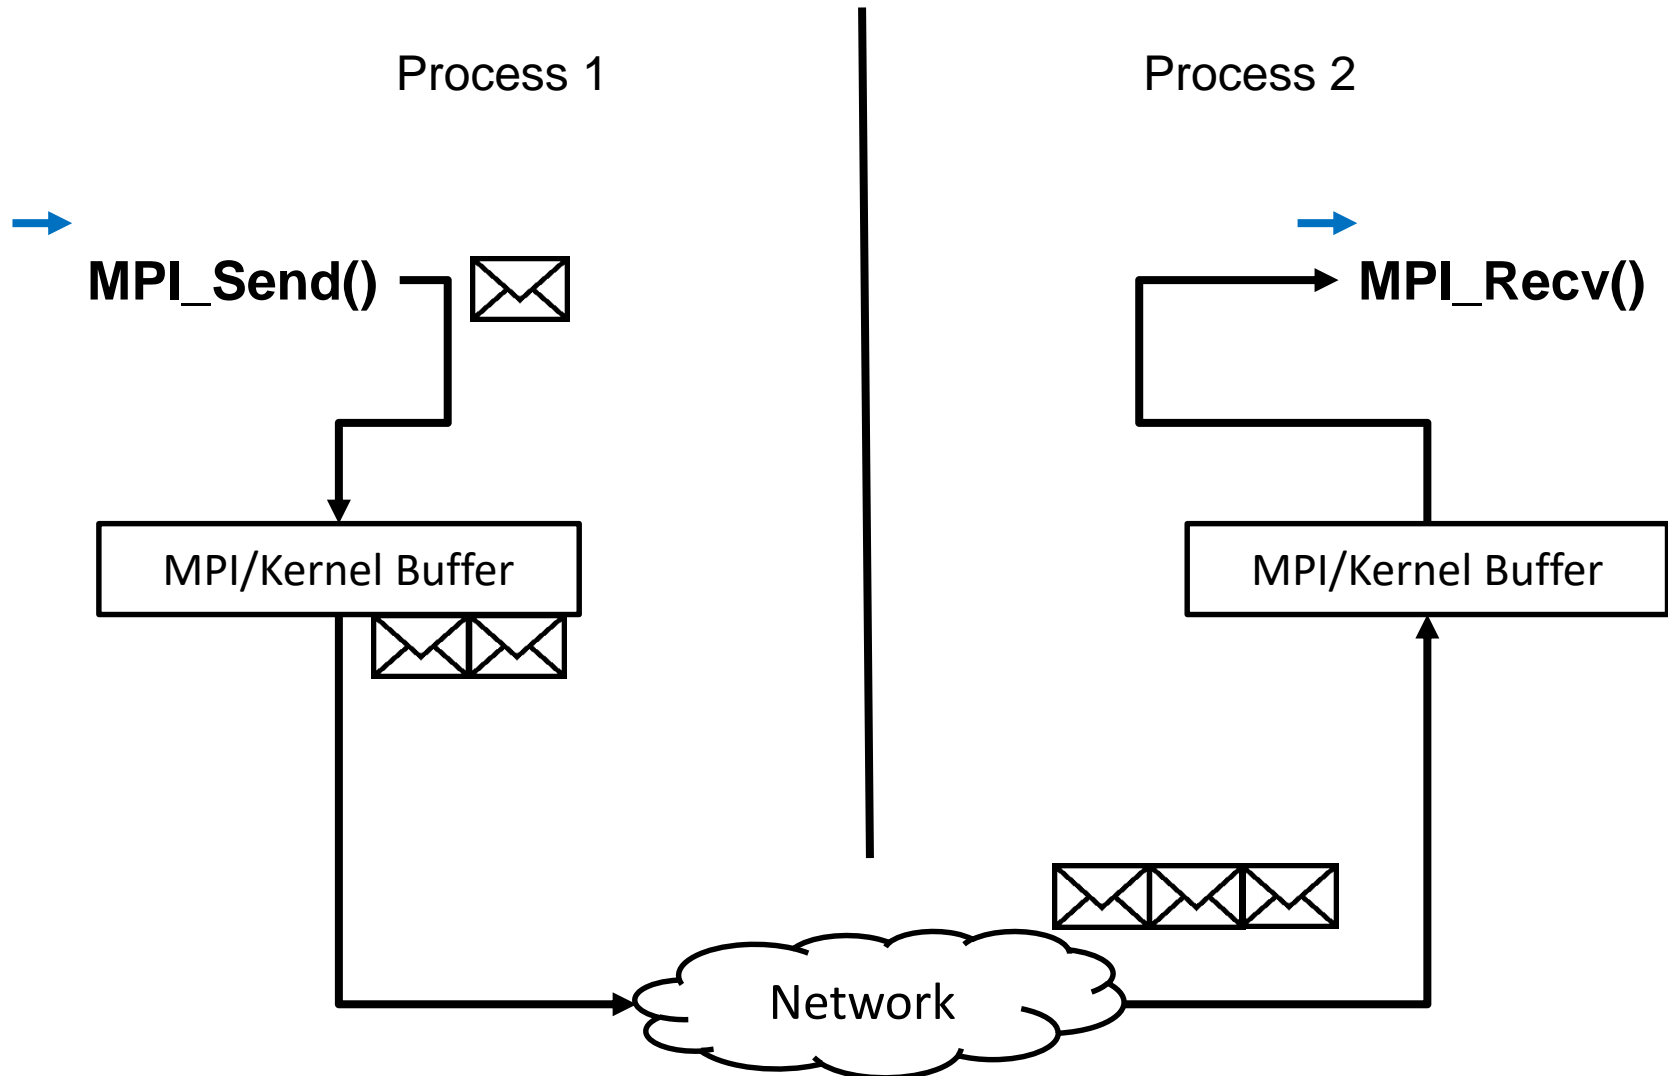 Process 1
Process 2
MPI_Send()
MPI_Recv()
MPI/Kernel Buffer
MPI/Kernel Buffer
Network